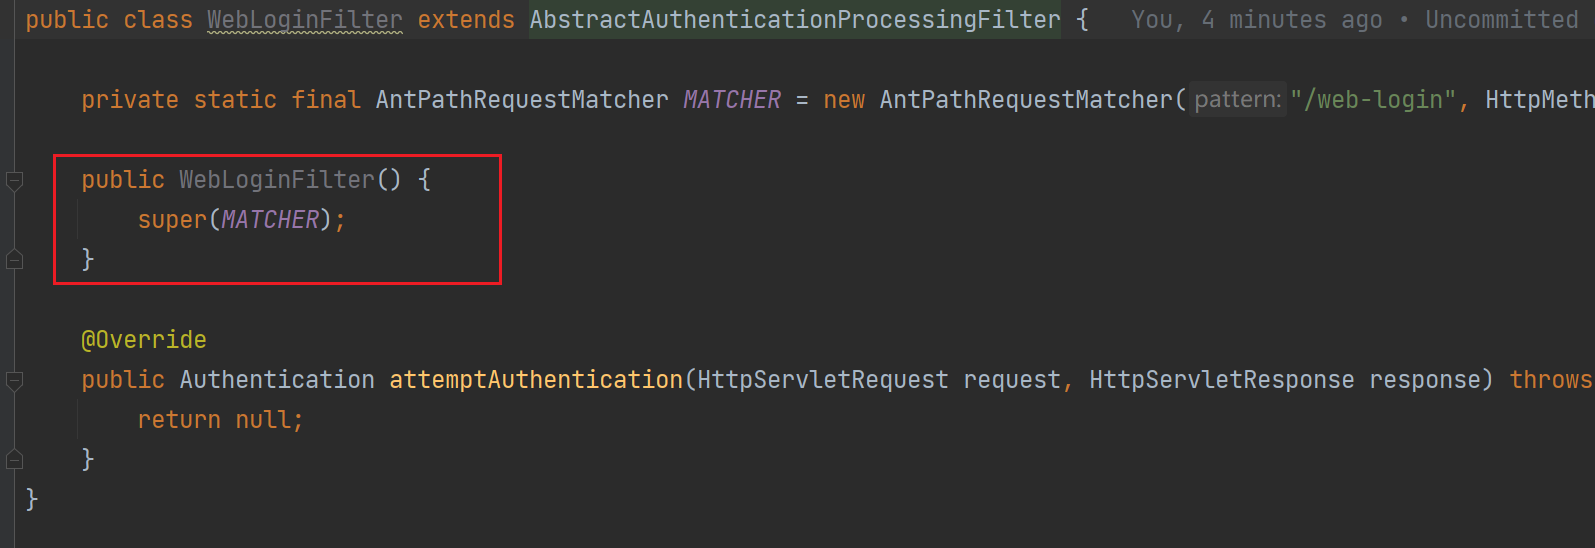 public class WebLoginFilter extends AbstractAuthenticationProcessingFilter {    You, 4 minutes ago • Uncommitted
private static final AntPathRequestMatcher MATCHER = new AntPathRequestMatcher( pattern: "/web-login", HttpMeth
public WebLoginFilter() {
super(MATCHER);
}
@Override
public Authentication attemptAuthentication(HttpServletRequest request, HttpServletResponse response) throws
return null;
}
}